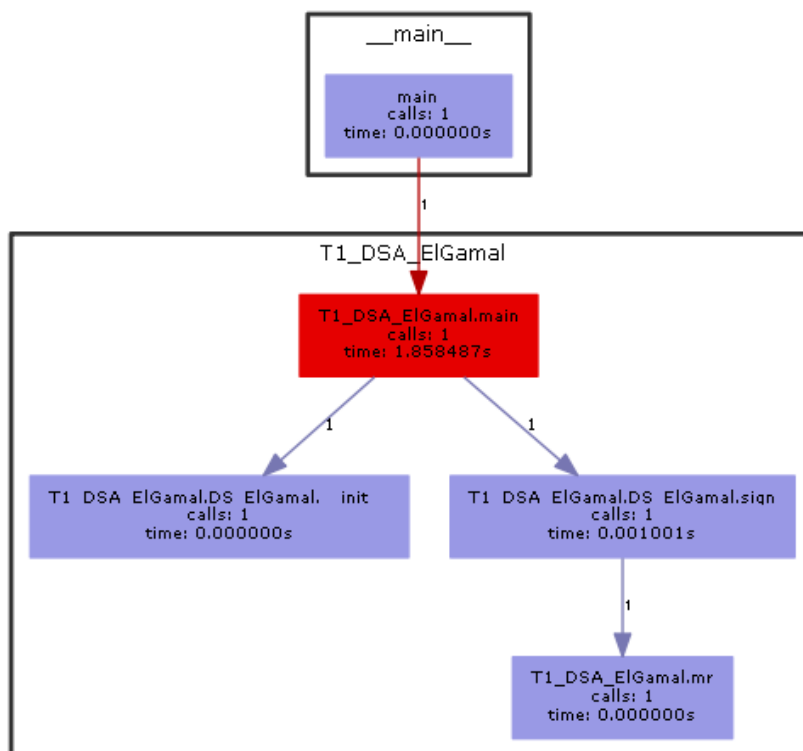 __main__
main
calls: 1
time: 0.000000s
1
T1_DSA_ElGamal
T1_DSA_ElGamal.main
calls: 1
time: 1.858487s
1
1
T1 DSA ElGamal.DS ElGamal. init
calls: 1
time: 0.000000s
T1 DSA ElGamal.DS ElGamal.sign
calls: 1
time: 0.001001s
1
T1_DSA_ElGamal.mr
calls: 1
time: 0.000000s